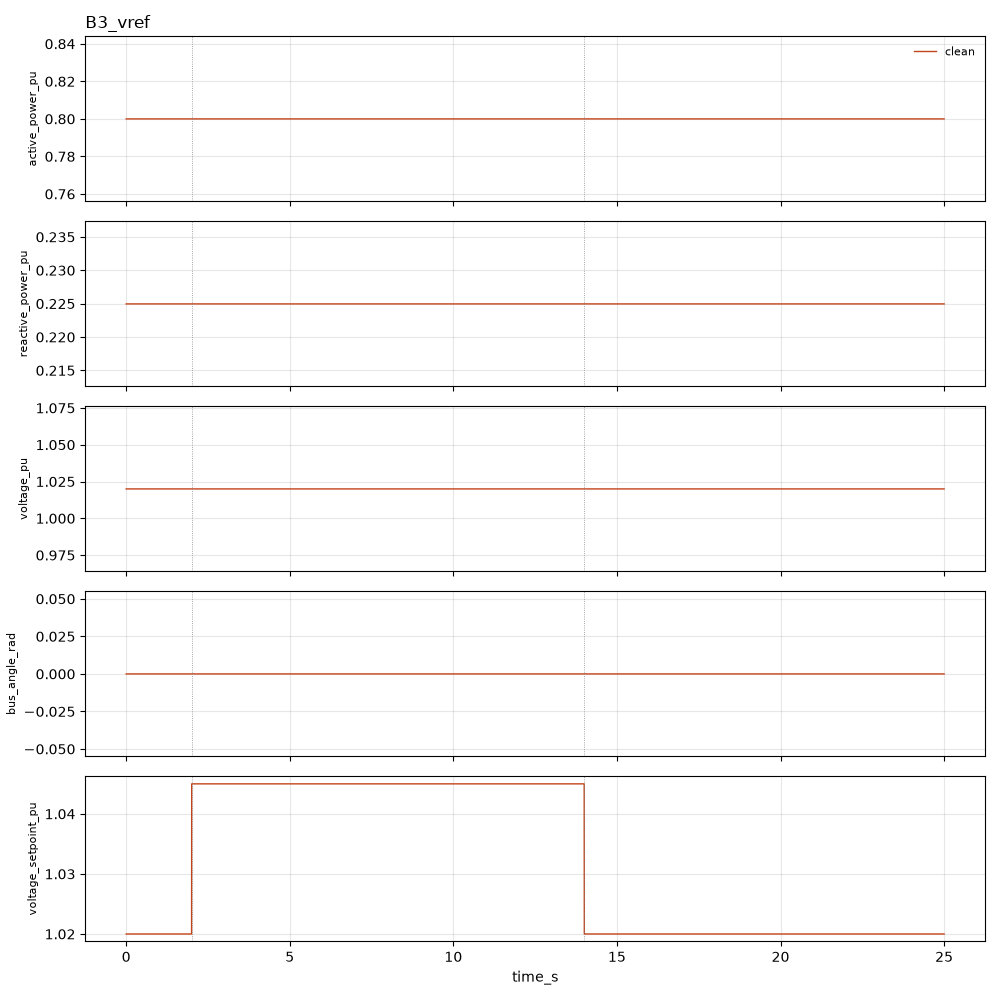 B3_vref
active_power_pu
0.84
0.82
0.80
0.78
0.76
clean
reactive_power_pu
0.235
0.230
0.225
0.220
0.215
voltage_pu
1.075
1.050
1.025
1.000
0.975
bus_angle_rad
0.050
0.025
0.000
−0.025
−0.050
voltage_setpoint_pu
1.04
1.03
1.02
0 5 10 15 20 25
time_s